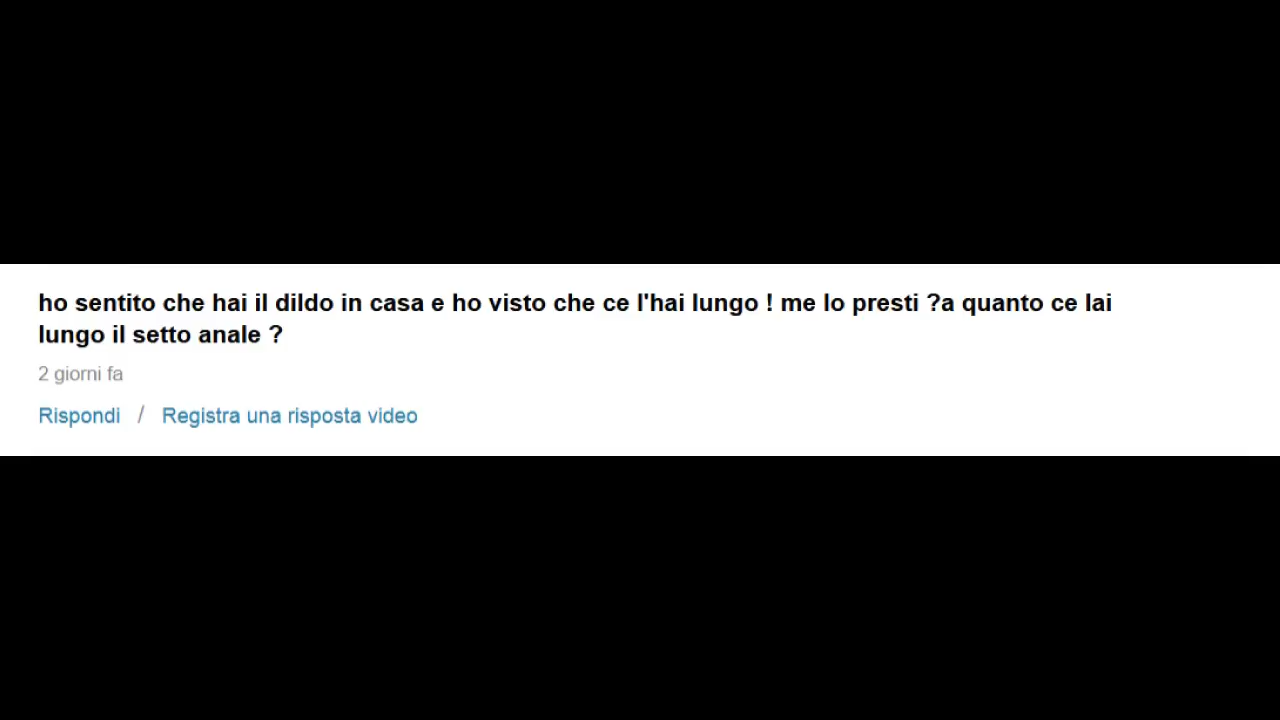 ho sentito che hai il dildo in casa e ho visto che ce l'hai lungo ! me lo presti ?a quanto ce lai
lungo il setto anale ?
2 giorni fa
Rispondi / Registra una risposta video